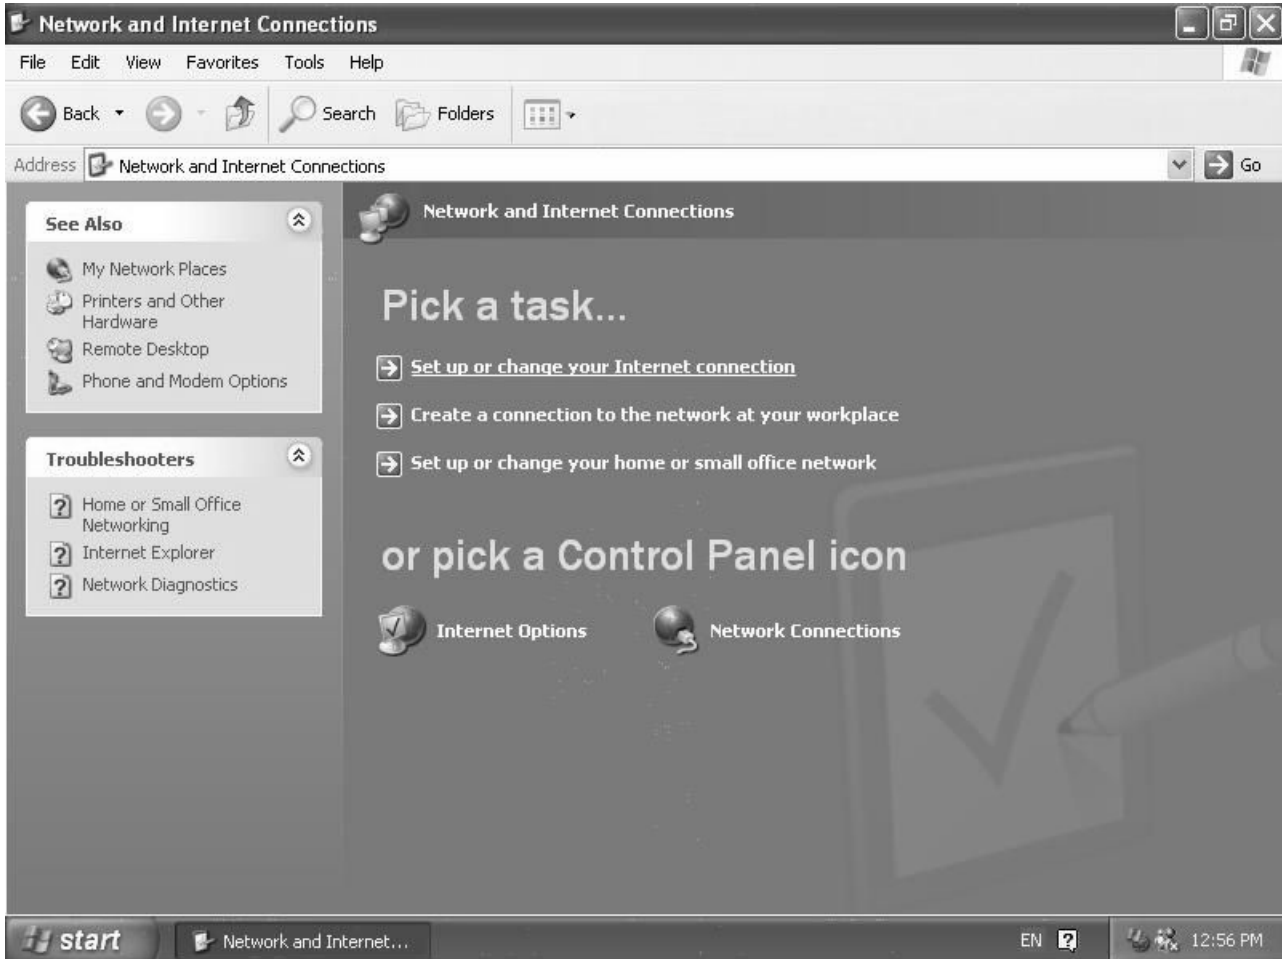 Network and Internet Connections
File Edit View Favorites Tools Help
Back Search Folders
Address Network and Internet Connections Go
See Also
My Network Places
Printers and Other
Hardware
Remote Desktop
Phone and Modem Options
Troubleshooters
Home or Small Office
Networking
Internet Explorer
Network Diagnostics
Network and Internet Connections
Pick a task...
Set up or change your Internet connection
Create a connection to the network at your workplace
Set up or change your home or small office network
or pick a Control Panel icon
Internet Options Network Connections
start Network and Internet... EN 12:56 PM